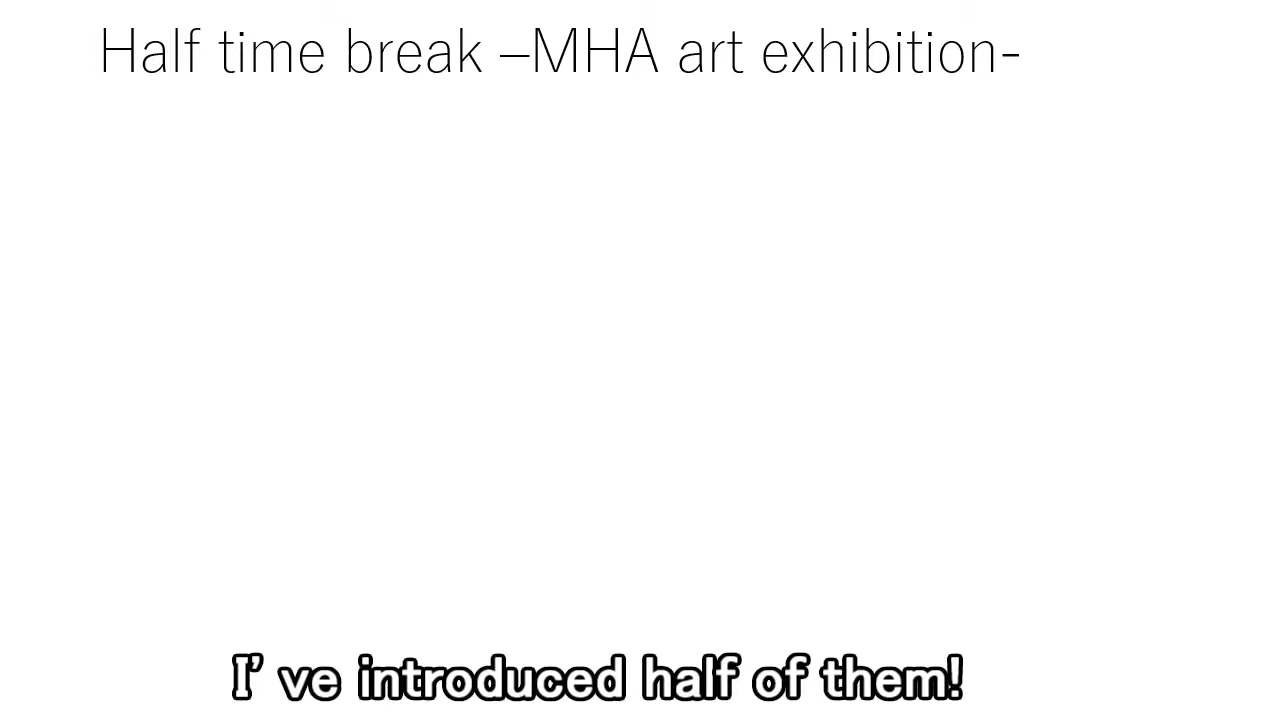 Half time break –MHA art exhibition-
I’ ve introduced half of them!